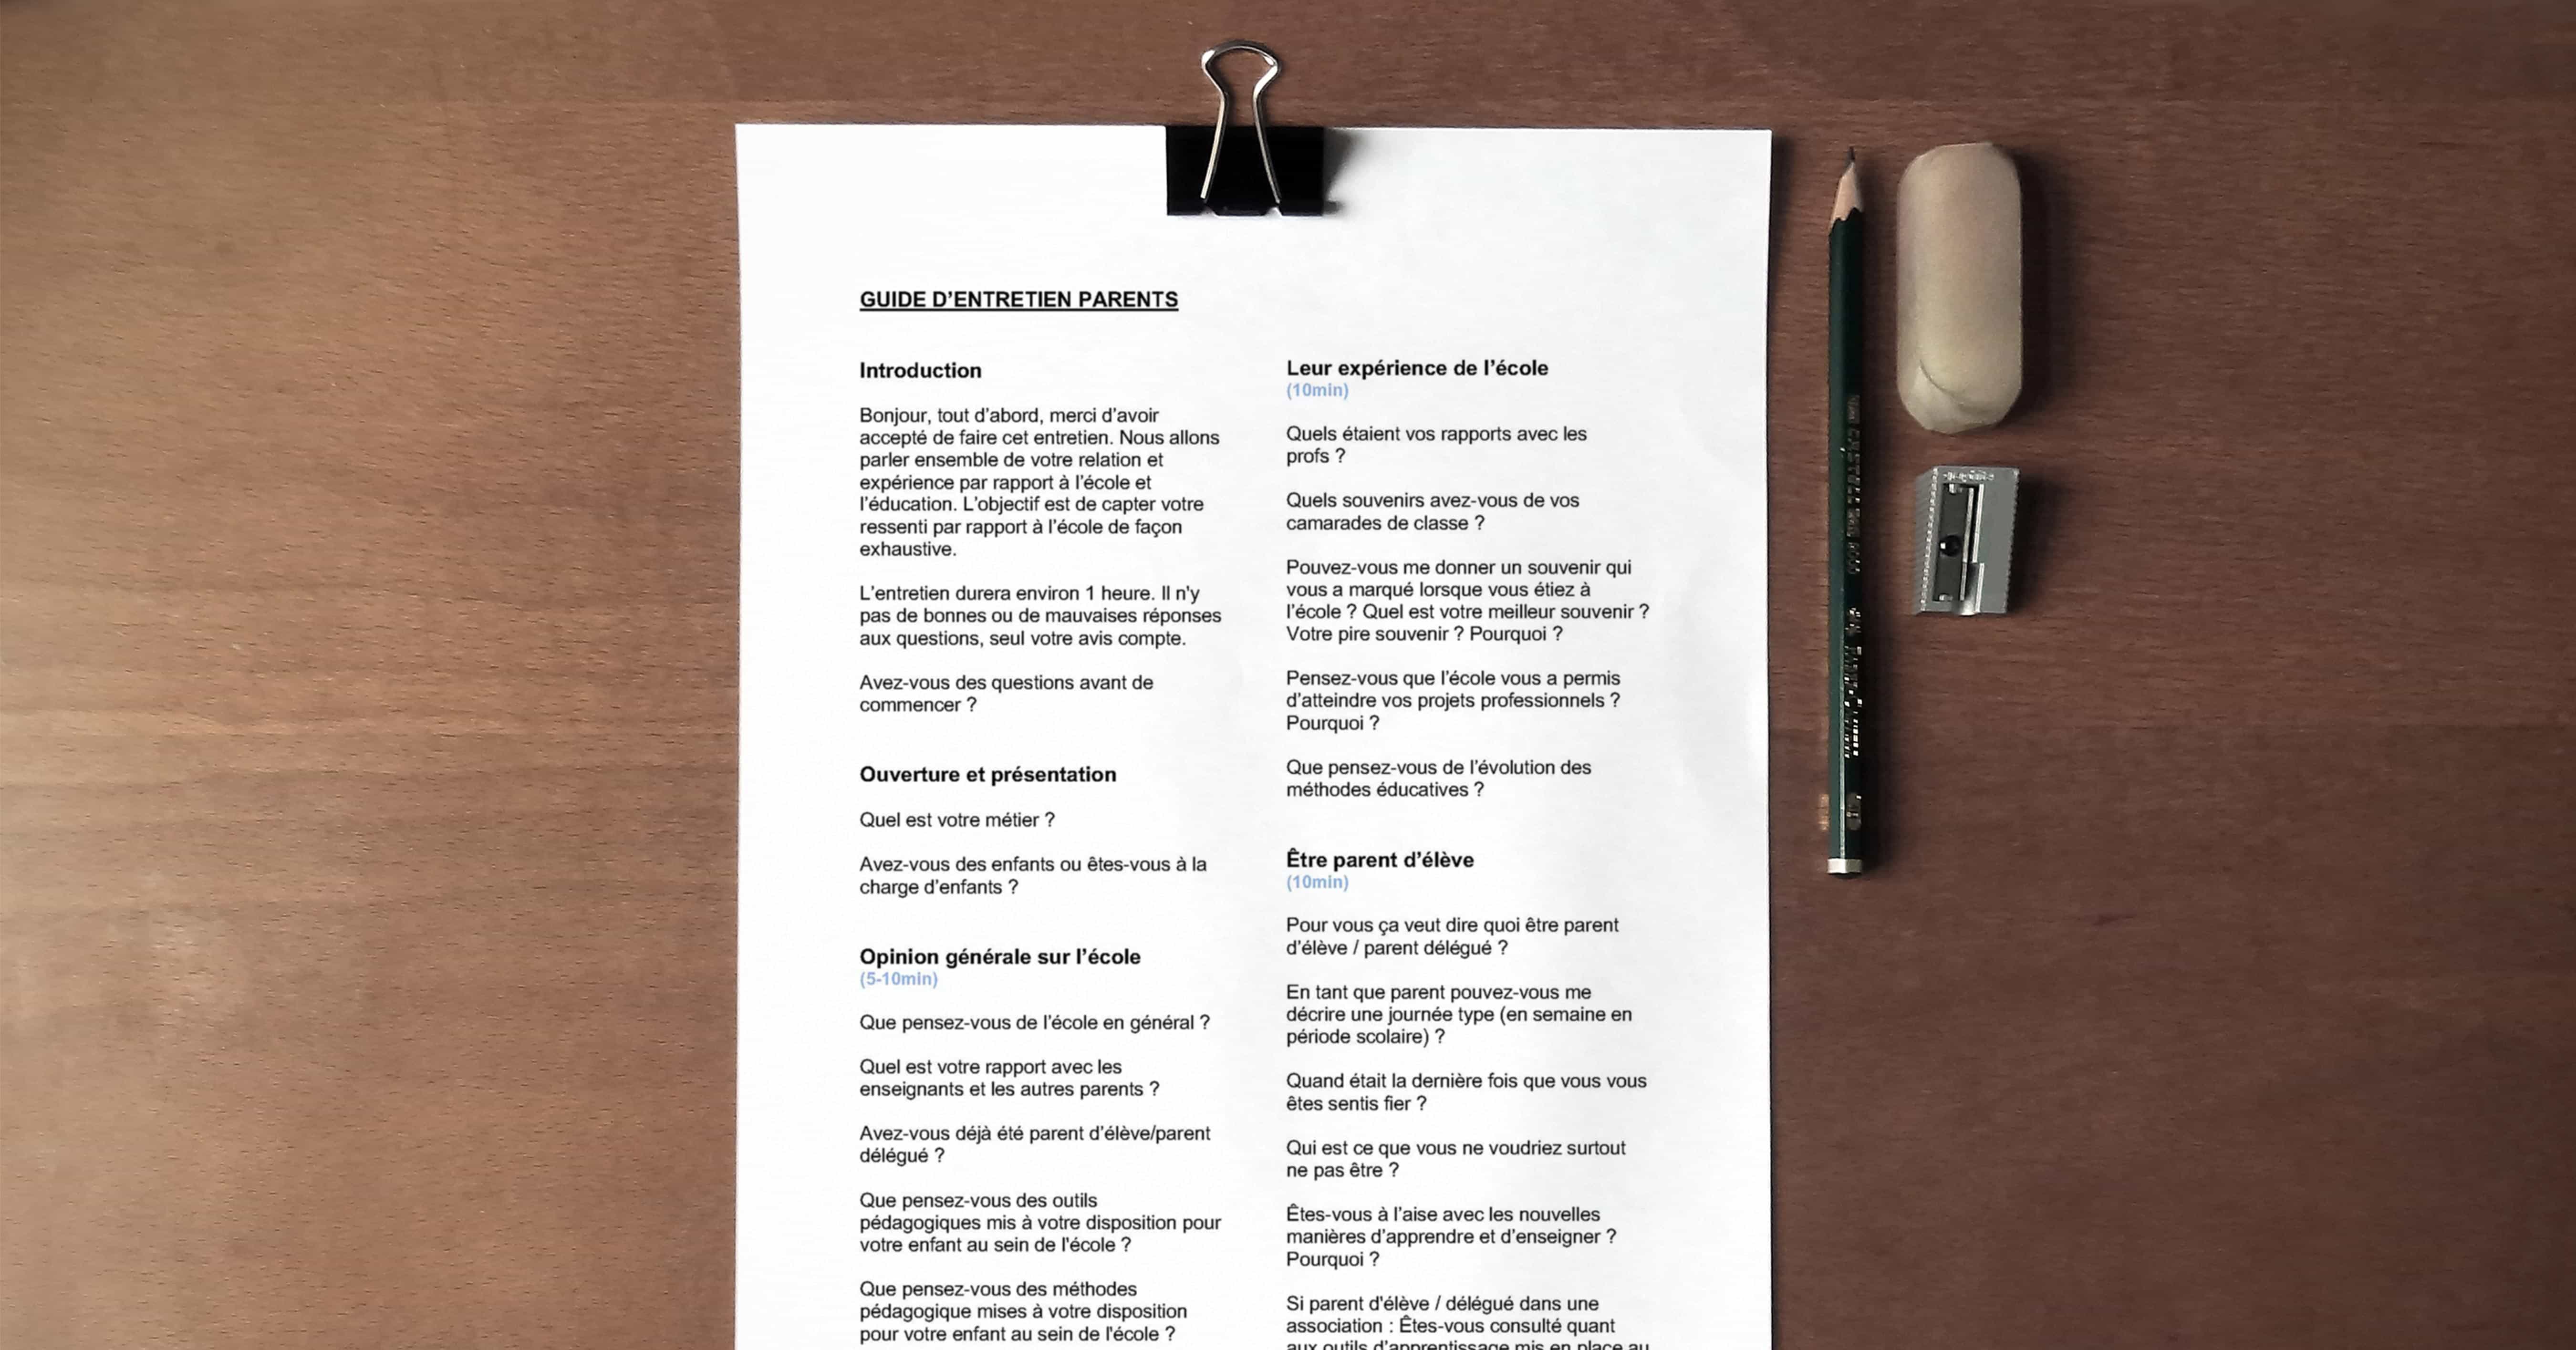 GUIDE D’ENTRETIEN PARENTS
Introduction
Bonjour, tout d’abord, merci d’avoir
accepté de faire cet entretien. Nous allons
parler ensemble de votre relation et
expérience par rapport à l’école et
l’éducation. L’objectif est de capter votre
ressenti par rapport à l’école de façon
exhaustive.
L’entretien durera environ 1 heure. Il n'y
pas de bonnes ou de mauvaises réponses
aux questions, seul votre avis compte.
Avez-vous des questions avant de
commencer ?
Ouverture et présentation
Quel est votre métier ?
Avez-vous des enfants ou êtes-vous à la
charge d’enfants ?
Opinion générale sur l’école
(5-10min)
Que pensez-vous de l’école en général ?
Quel est votre rapport avec les
enseignants et les autres parents ?
Avez-vous déjà été parent d’élève/parent
délégué ?
Que pensez-vous des outils
pédagogiques mis à votre disposition pour
votre enfant au sein de l'école ?
Que pensez-vous des méthodes
pédagogique mises à votre disposition
pour votre enfant au sein de l'école ?
Leur expérience de l’école
(10min)
Quels étaient vos rapports avec les
profs ?
Quels souvenirs avez-vous de vos
camarades de classe ?
Pouvez-vous me donner un souvenir qui
vous a marqué lorsque vous étiez à
l’école ? Quel est votre meilleur souvenir ?
Votre pire souvenir ? Pourquoi ?
Pensez-vous que l’école vous a permis
d’atteindre vos projets professionnels ?
Pourquoi ?
Que pensez-vous de l’évolution des
méthodes éducatives ?
Être parent d’élève
(10min)
Pour vous ça veut dire quoi être parent
d’élève / parent délégué ?
En tant que parent pouvez-vous me
décrire une journée type (en semaine en
période scolaire) ?
Quand était la dernière fois que vous vous
êtes sentis fier ?
Qui est ce que vous ne voudriez surtout
ne pas être ?
Êtes-vous à l’aise avec les nouvelles
manières d’apprendre et d’enseigner ?
Pourquoi ?
Si parent d'élève / délégué dans une
association : Êtes-vous consulté quant
aux outils d’apprentissage mis en place au